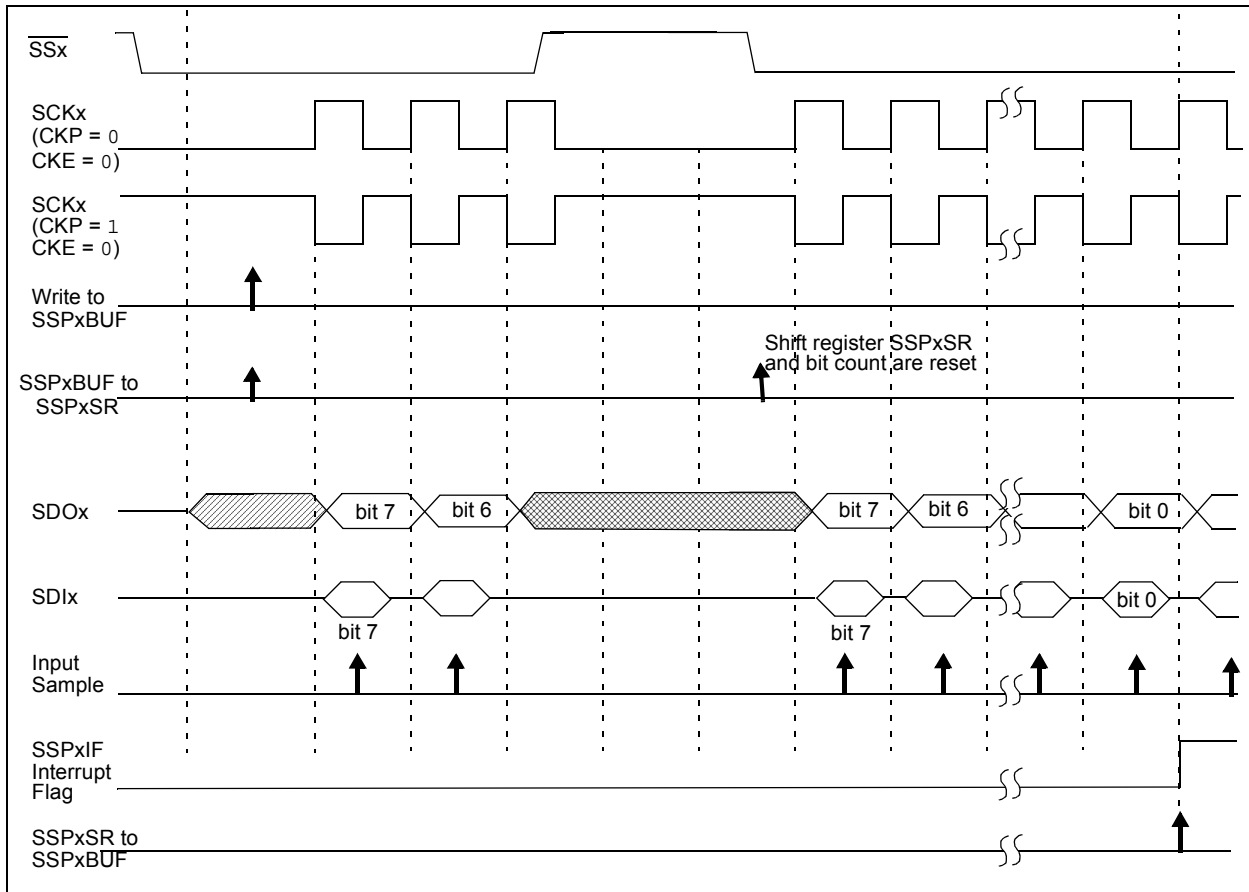 SSx
SCKx
(CKP = 0
CKE = 0)
SCKx
(CKP = 1
CKE = 0)
Write to
SSPxBUF
Shift register SSPxSR
and bit count are reset
SSPxBUF to
SSPxSR
SDOx
bit 7
bit 6
bit 7
bit 6
bit 0
SDIx
bit 0
bit 7
bit 7
Input
Sample
SSPxIF
Interrupt
Flag
SSPxSR to
SSPxBUF